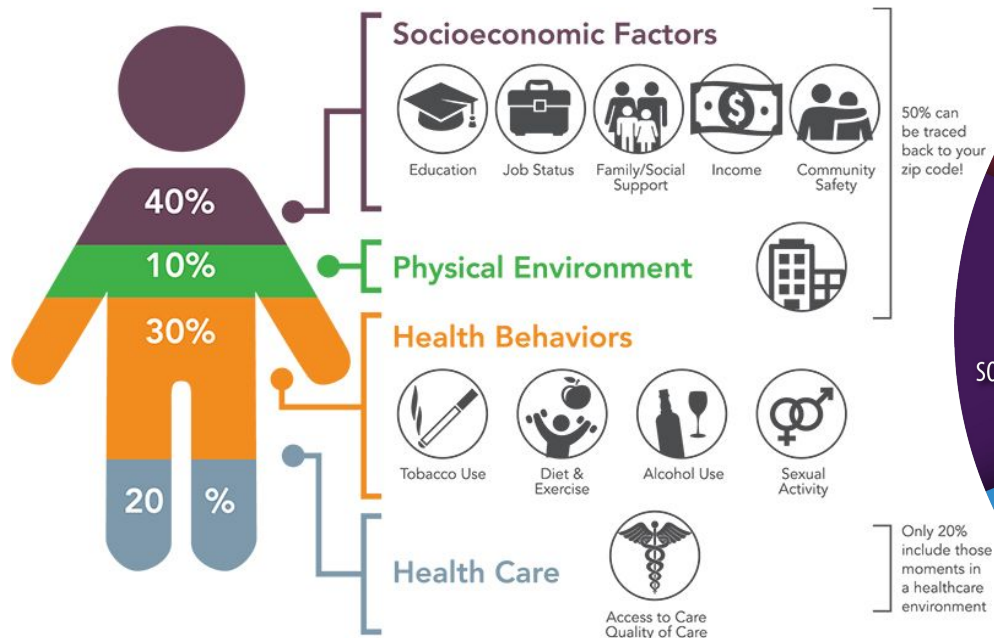 Socioeconomic Factors
Education
Job Status
Family/Social
Support
Income
Community
Safety
50% can
be traced
back to your
zip code!
40%
10%
Physical Environment
30%
Health Behaviors
Tobacco Use
Diet &
Exercise
Alcohol Use
Sexual
Activity
20 %
Health Care
Access to Care
Quality of Care
Only 20%
include those
moments in
a healthcare
environment